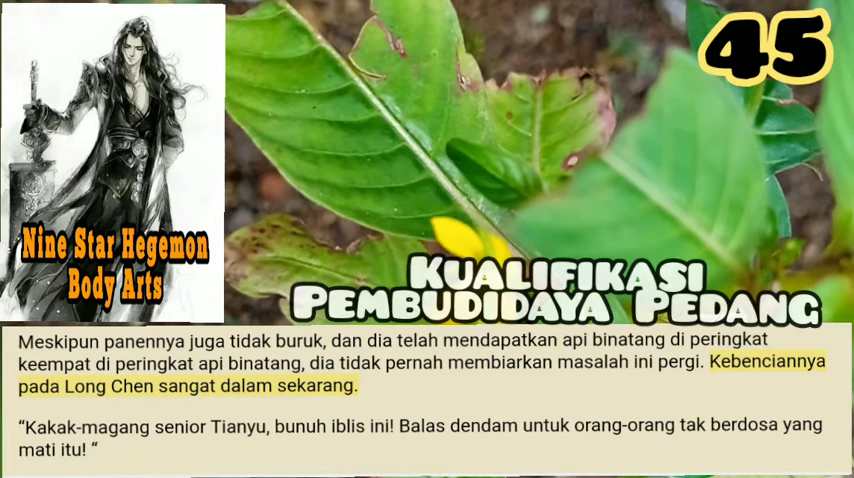 45
Nine Star Hegemon
Body Arts
Kualifikasi
Pembudidaya Pedang
Meskipun panennya juga tidak buruk, dan dia telah mendapatkan api binatang di peringkat
keempat di peringkat api binatang, dia tidak pernah membiarkan masalah ini pergi. Kebenciannya
pada Long Chen sangat dalam sekarang.
“Kakak-magang senior Tianyu, bunuh iblis ini! Balas dendam untuk orang-orang tak berdosa yang
mati itu! “